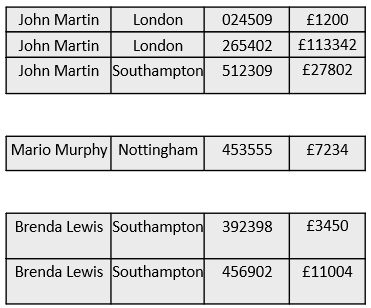 John Martin London 024509 £1200
John Martin London 265402 £113342
John Martin Southampton 512309 £27802
Mario Murphy Nottingham 453555 £7234
Brenda Lewis Southampton 392398 £3450
Brenda Lewis Southampton 456902 £11004